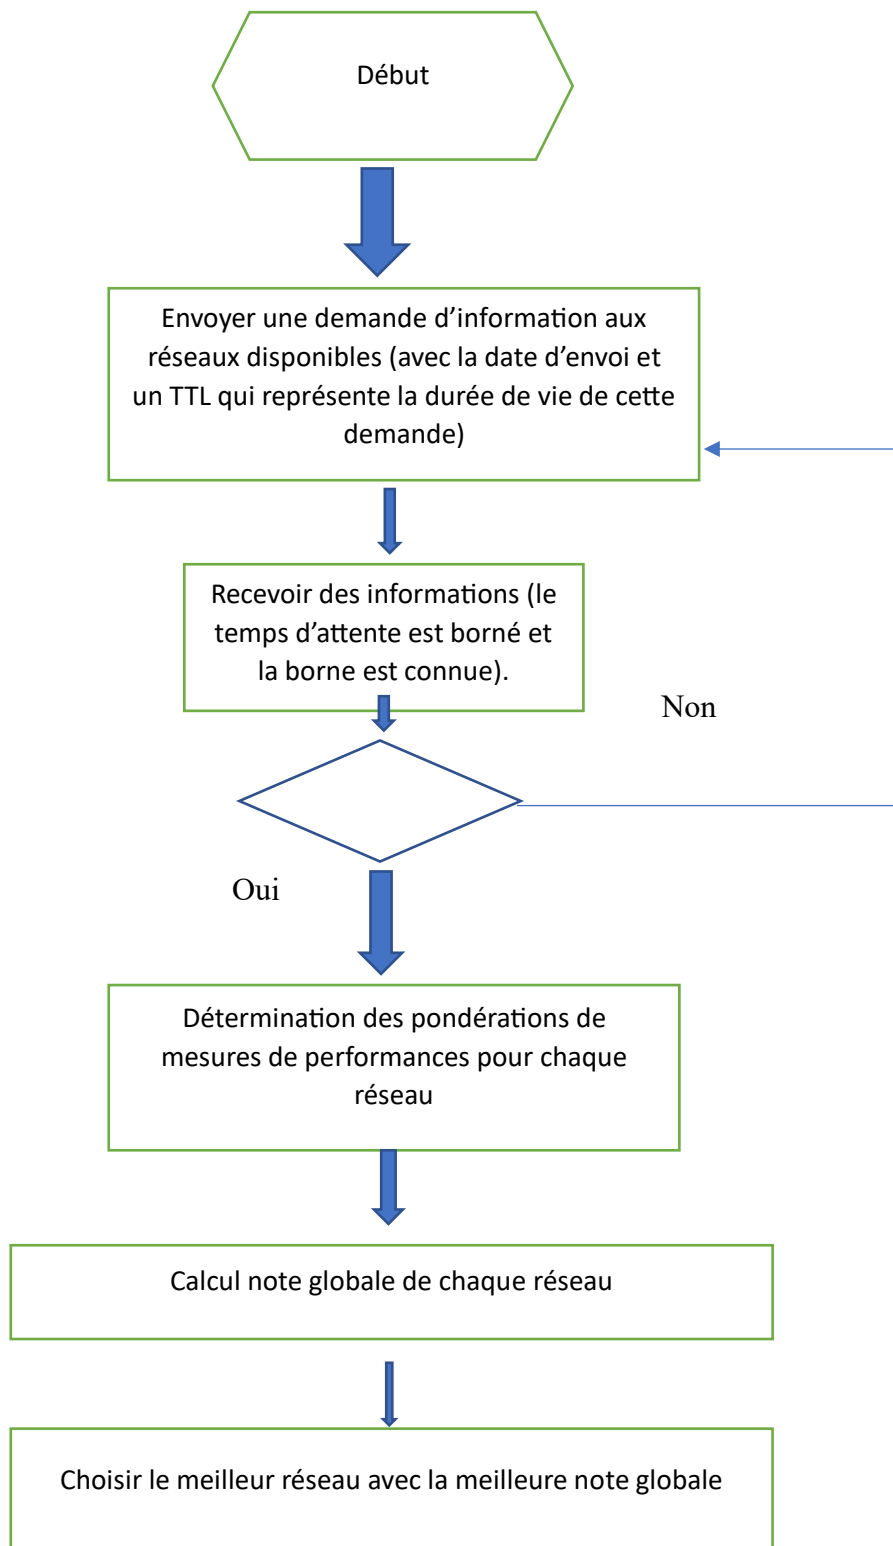 Début
Envoyer une demande d’information aux
réseaux disponibles (avec la date d’envoi et
un TTL qui représente la durée de vie de cette
demande)
Recevoir des informations (le
temps d’attente est borné et
la borne est connue).
Non
Oui
Détermination des pondérations de
mesures de performances pour chaque
réseau
Calcul note globale de chaque réseau
Choisir le meilleur réseau avec la meilleure note globale